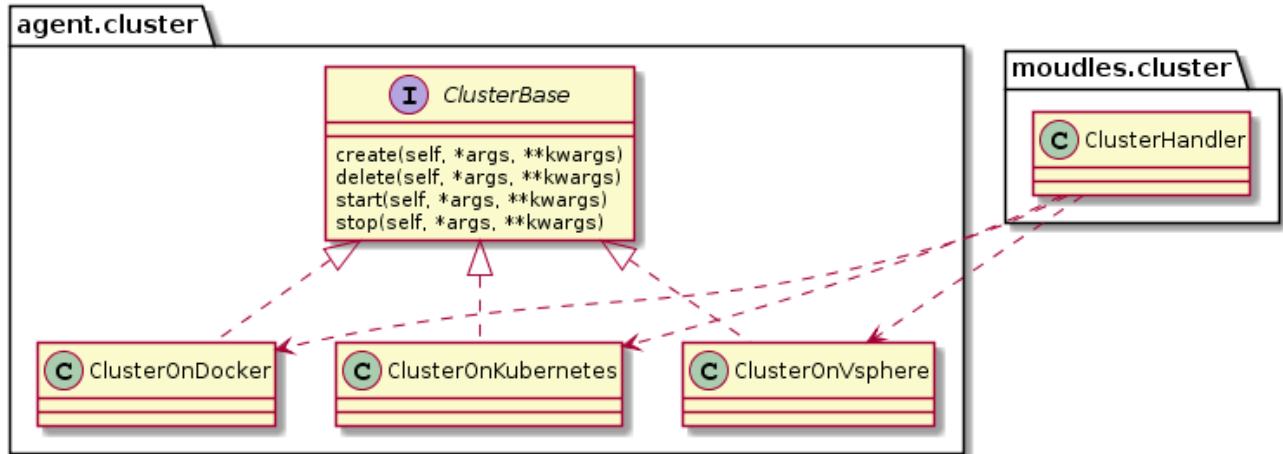 agent.cluster
I ClusterBase
create(self, *args, **kwargs)
delete(self, *args, **kwargs)
start(self, *args, **kwargs)
stop(self, *args, **kwargs)
moudles.cluster
C ClusterHandler
C ClusterOnDocker
C ClusterOnKubernetes
C ClusterOnVsphere